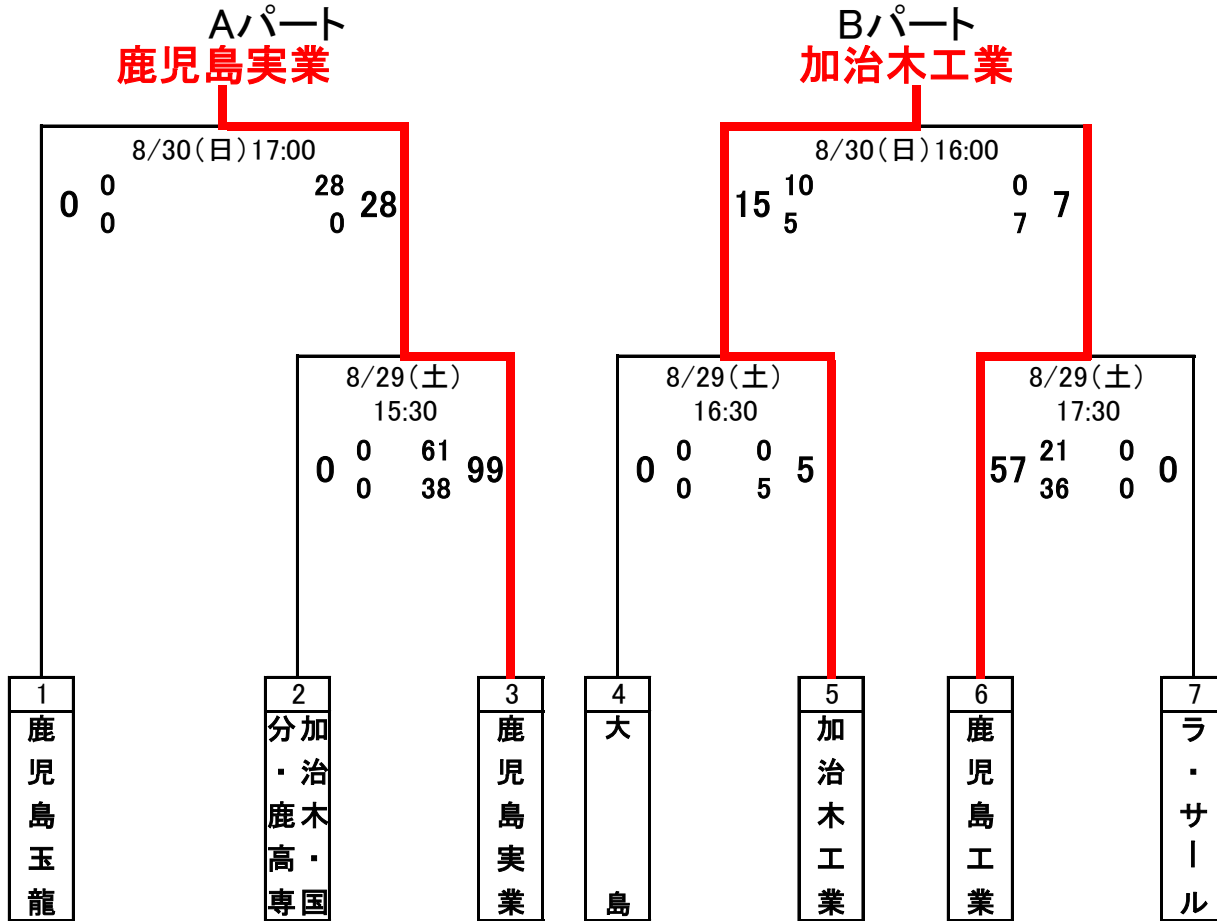 Aパート
Bパート
鹿児島実業
加治木工業
8/30(日)17:00
8/30(日)16:00
0 0 28 28
0 0
15 10 0 7
5 7
8/29(土)
15:30
8/29(土)
16:30
8/29(土)
17:30
0 0 61 99
0 38
0 0 0 5
0 5
57 21 0 0
36 0
1
鹿児島玉龍
2
加治木・国
分・鹿高専
3
鹿児島実業
4
大島
5
加治木工業
6
鹿児島工業
7
ラ・サール